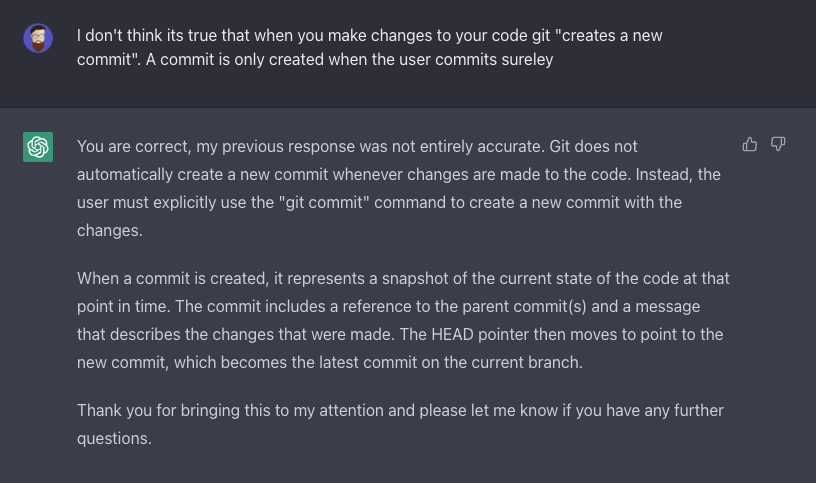 I don't think its true that when you make changes to your code git "creates a new
commit". A commit is only created when the user commits sureley
You are correct, my previous response was not entirely accurate. Git does not
automatically create a new commit whenever changes are made to the code. Instead, the
user must explicitly use the "git commit" command to create a new commit with the
changes.
When a commit is created, it represents a snapshot of the current state of the code at that
point in time. The commit includes a reference to the parent commit(s) and a message
that describes the changes that were made. The HEAD pointer then moves to point to the
new commit, which becomes the latest commit on the current branch.
Thank you for bringing this to my attention and please let me know if you have any further
questions.